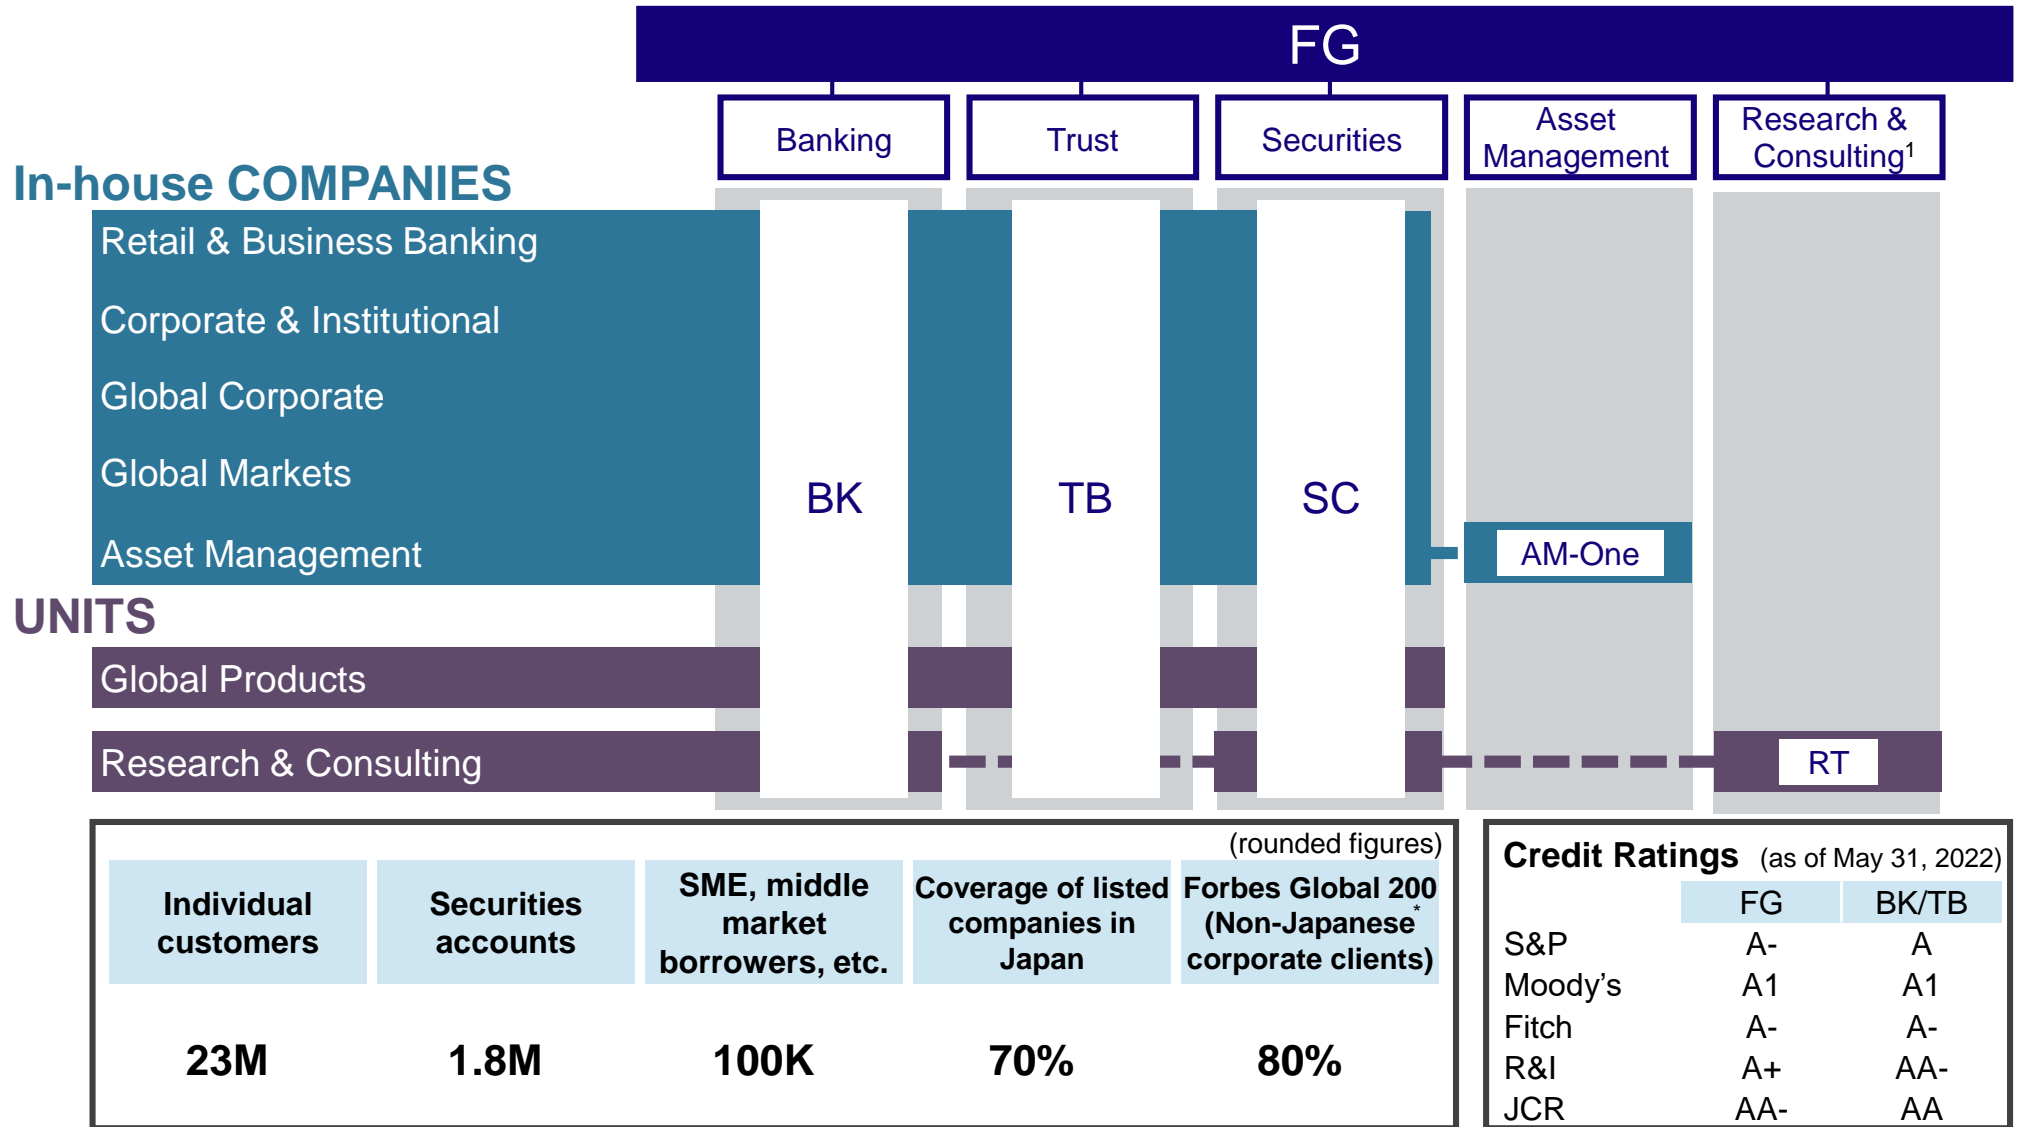 FG
Banking
Trust
Securities
Asset
Management
Research &
Consulting1
In-house COMPANIES
Retail & Business Banking
Corporate & Institutional
Global Corporate
Global Markets
Asset Management
BK
TB
SC
AM-One
UNITS
Global Products
Research & Consulting
RT
(rounded figures)
Individual
customers
Securities
accounts
SME, middle
market
borrowers, etc.
Coverage of listed
companies in
Japan
Forbes Global 200
(Non-Japanese*
corporate clients)
23M
1.8M
100K
70%
80%
Credit Ratings (as of May 31, 2022)
FG BK/TB
S&P A- A
Moody’s A1 A1
Fitch A- A-
R&I A+ AA-
JCR AA- AA